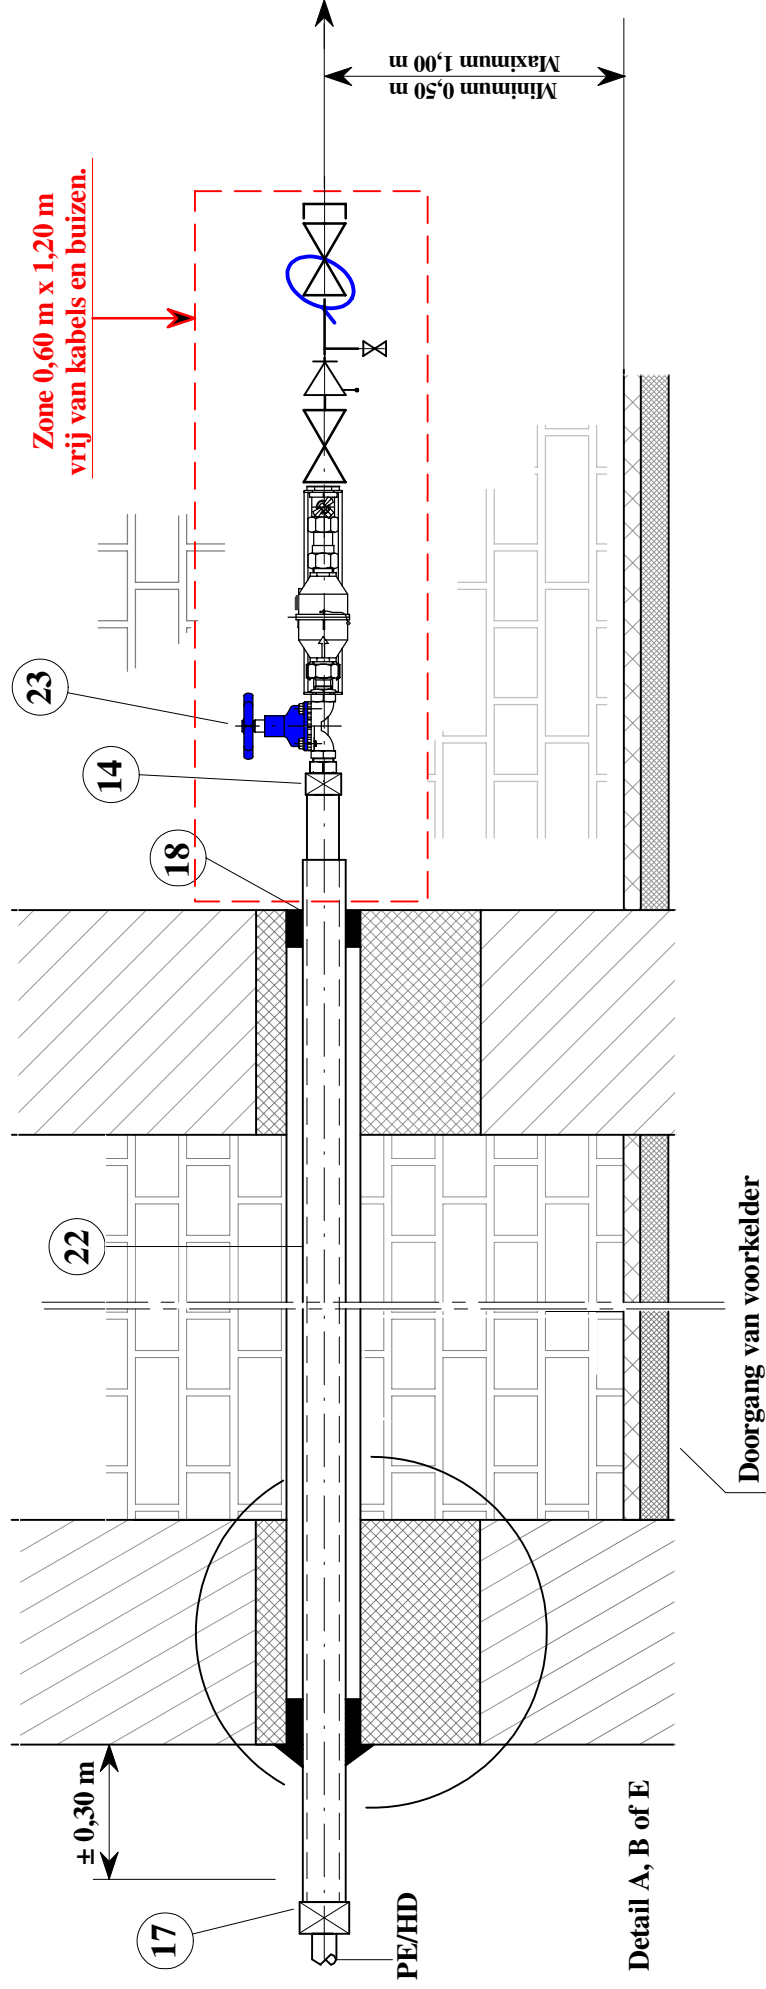 Zone 0,60 m x 1,20 m
vrij van kabels en buizen.
Minimum 0,50 m
Maximum 1,00 m
23
14
18
22
17
± 0,30 m
PE/HD
Detail A, B of E
Doorgang van voorkelder